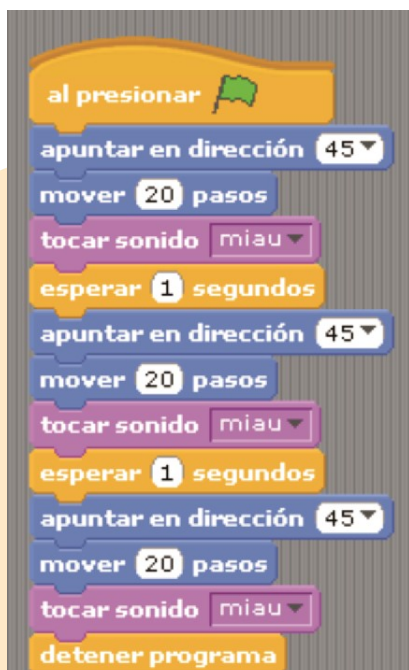 al presionar
apuntar en dirección 45
mover 20 pasos
tocar sonido miau
esperar 1 segundos
apuntar en dirección 45
mover 20 pasos
tocar sonido miau
esperar 1 segundos
apuntar en dirección 45
mover 20 pasos
tocar sonido miau
detener programa